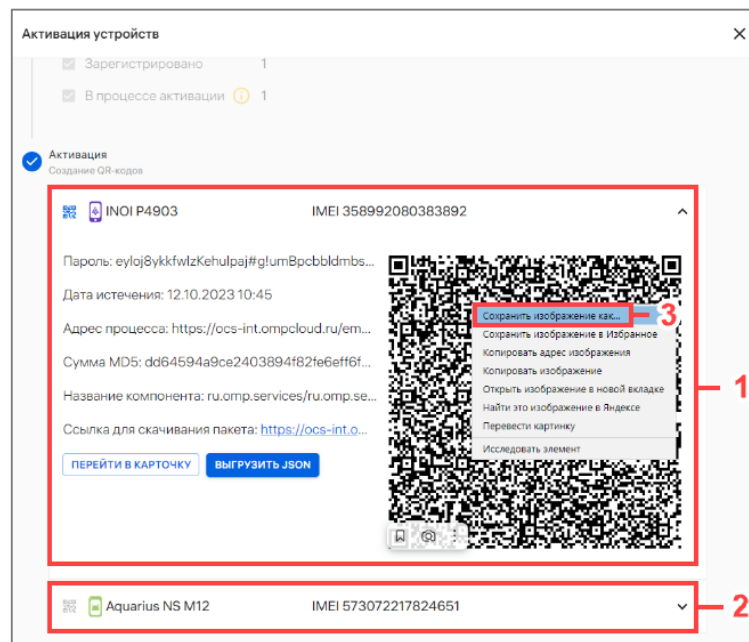 Активация устройств
Зарегистрировано 1
В процессе активации 1
Активация
Создание QR-кодов
INOI P4903 IMEI 358992080383892
Пароль: eyloj8ykkfwlzKehulpaj#g!umBpcbbldmbs...
Дата истечения: 12.10.2023 10:45
Адрес процесса: https://ocs-int.ompcloud.ru/em...
Сумма MD5: dd64594a9ce2403894f82fe6eff6f...
Название компонента: ru.omp.services/ru.omp.se...
Ссылка для скачивания пакета: https://ocs-int.o...
ПЕРЕЙТИ В КАРТОЧКУ ВЫГРУЗИТЬ JSON
Сохранить изображение как... 3
Сохранить изображение в Избранное
Копировать адрес изображения
Копировать изображение
Открыть изображение в новой вкладке
Найти это изображение в Яндексе
Перевести картинку
Исследовать элемент
1
Aquarius NS M12 IMEI 573072217824651
2